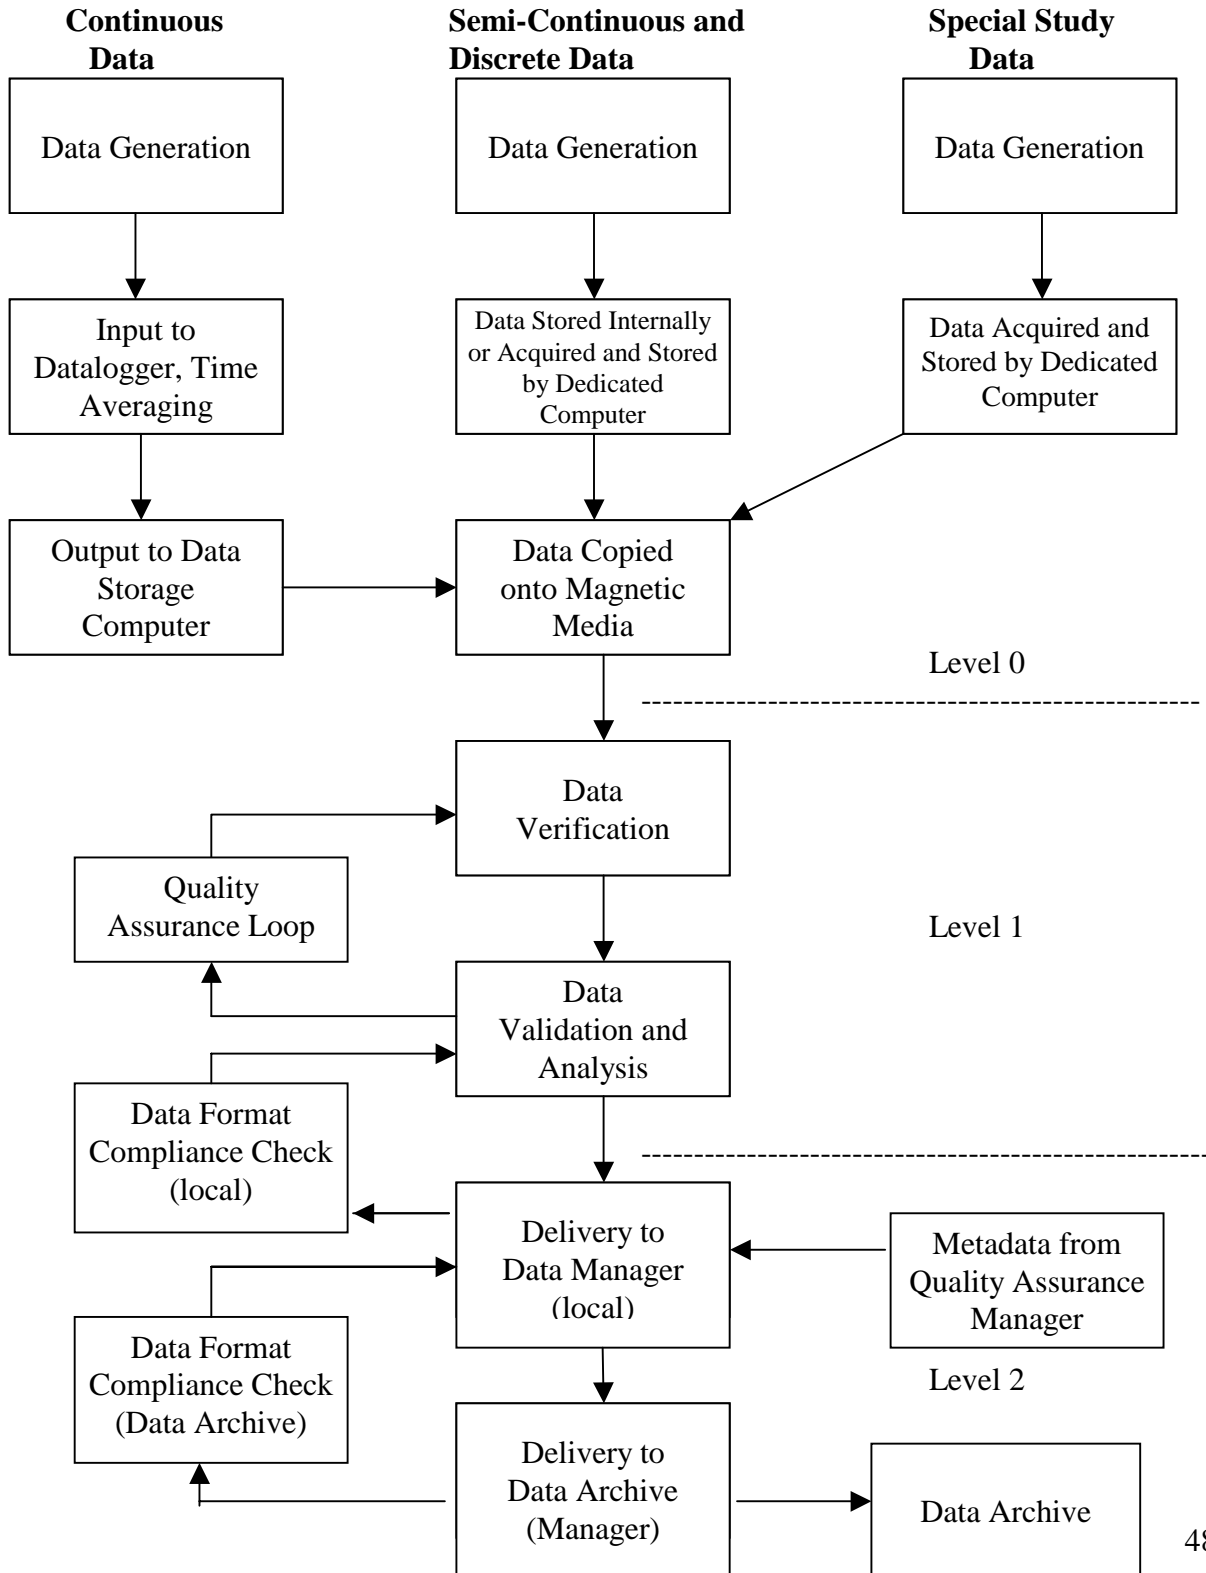 Continuous
Data
Semi-Continuous and
Discrete Data
Special Study
Data
Data Generation
Data Generation
Data Generation
Input to
Datalogger, Time
Averaging
Data Stored Internally
or Acquired and Stored
by Dedicated
Computer
Data Acquired and
Stored by Dedicated
Computer
Output to Data
Storage
Computer
Data Copied
onto Magnetic
Media
Level 0
Data
Verification
Quality
Assurance Loop
Level 1
Data
Validation and
Analysis
Data Format
Compliance Check
(local)
Delivery to
Data Manager
(local)
Metadata from
Quality Assurance
Manager
Data Format
Compliance Check
(Data Archive)
Level 2
Delivery to
Data Archive
(Manager)
Data Archive
48